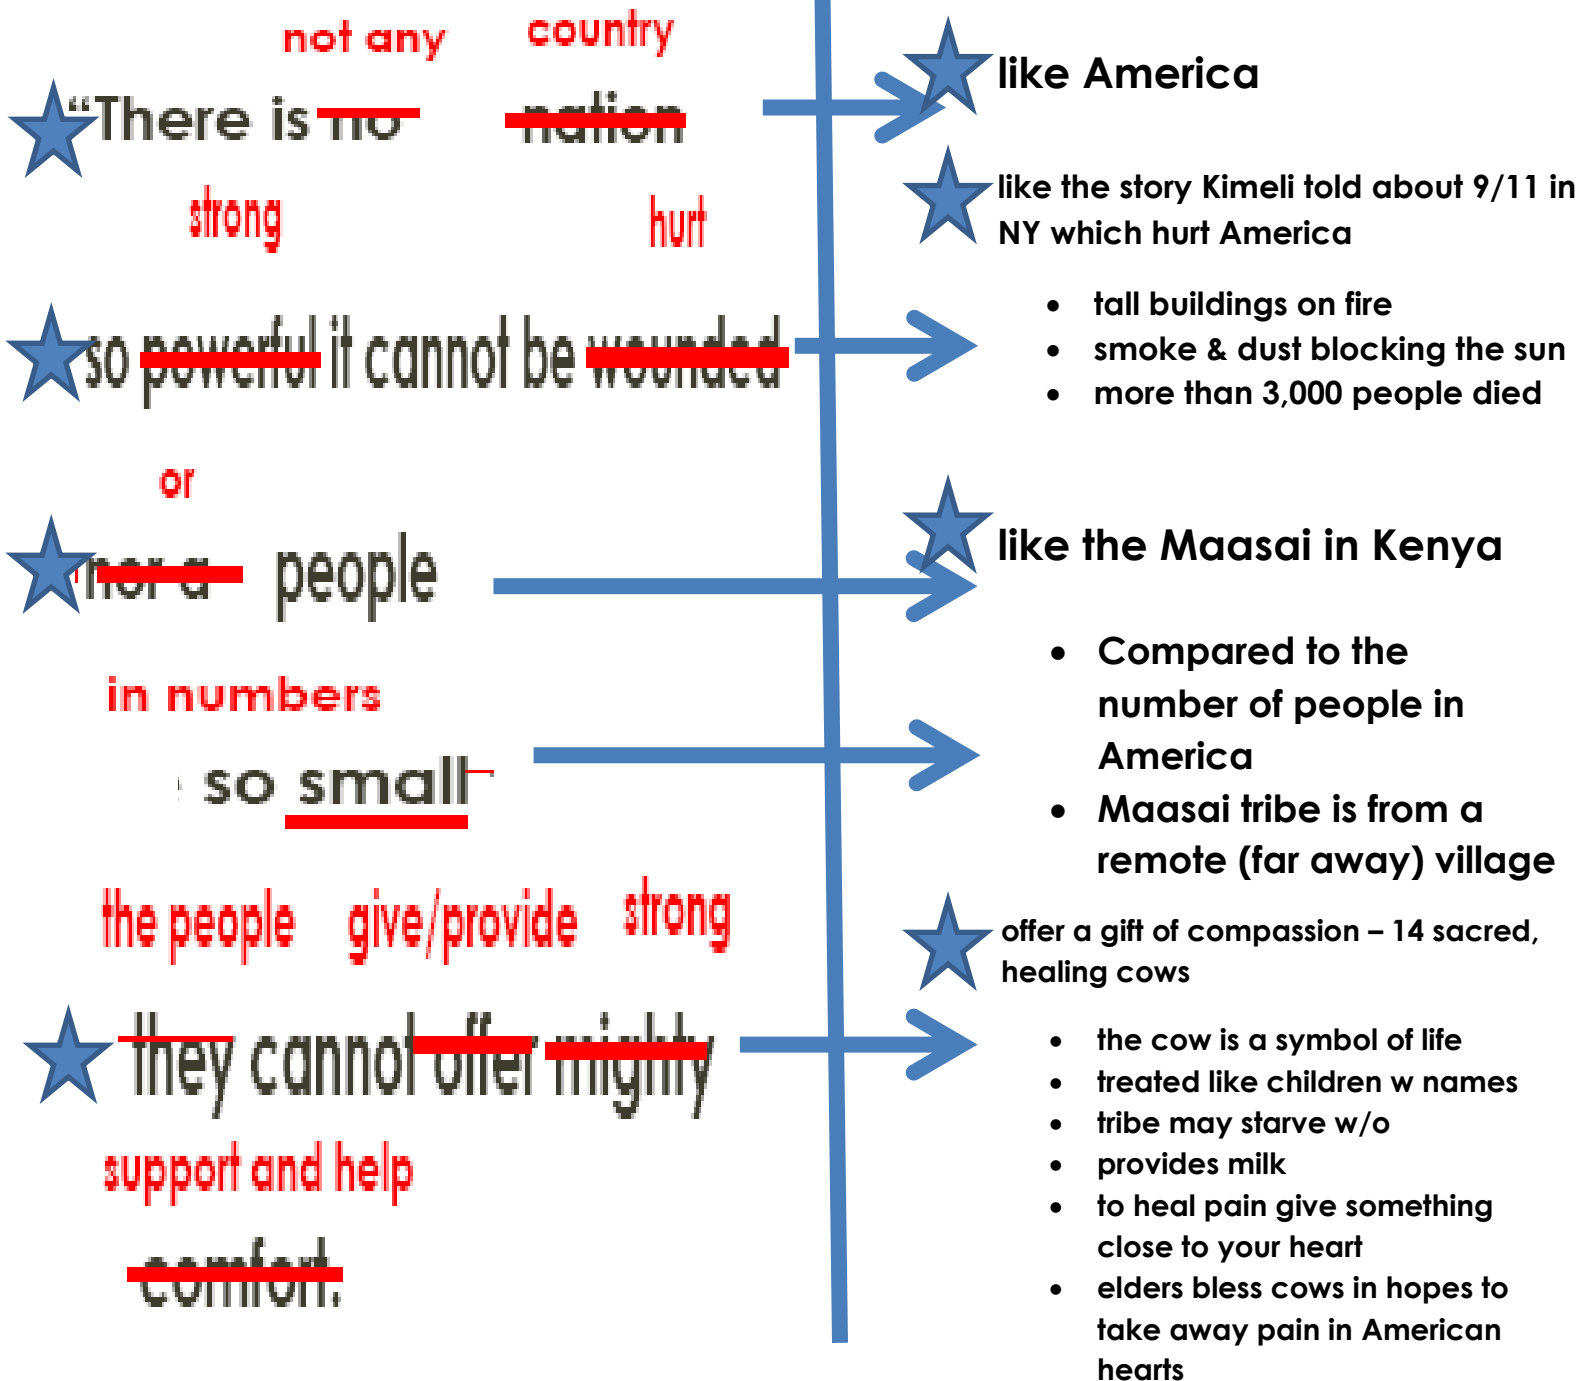 not any country
“There is no nation
strong hurt
so powerful it cannot be wounded
or
nor a people
in numbers
so small
the people give/provide strong
they cannot offer mighty
support and help
comfort.
like America
like the story Kimeli told about 9/11 in
NY which hurt America
• tall buildings on fire
• smoke & dust blocking the sun
• more than 3,000 people died
like the Maasai in Kenya
• Compared to the
number of people in
America
• Maasai tribe is from a
remote (far away) village
offer a gift of compassion – 14 sacred,
healing cows
• the cow is a symbol of life
• treated like children w names
• tribe may starve w/o
• provides milk
• to heal pain give something
close to your heart
• elders bless cows in hopes to
take away pain in American
hearts